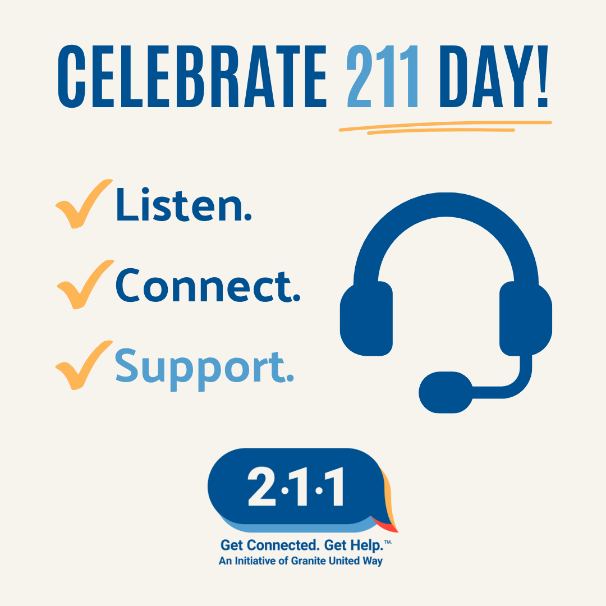 CELEBRATE 211 DAY!
Listen.
Connect.
Support.
2·1·1
Get Connected. Get Help.™
An Initiative of Granite United Way